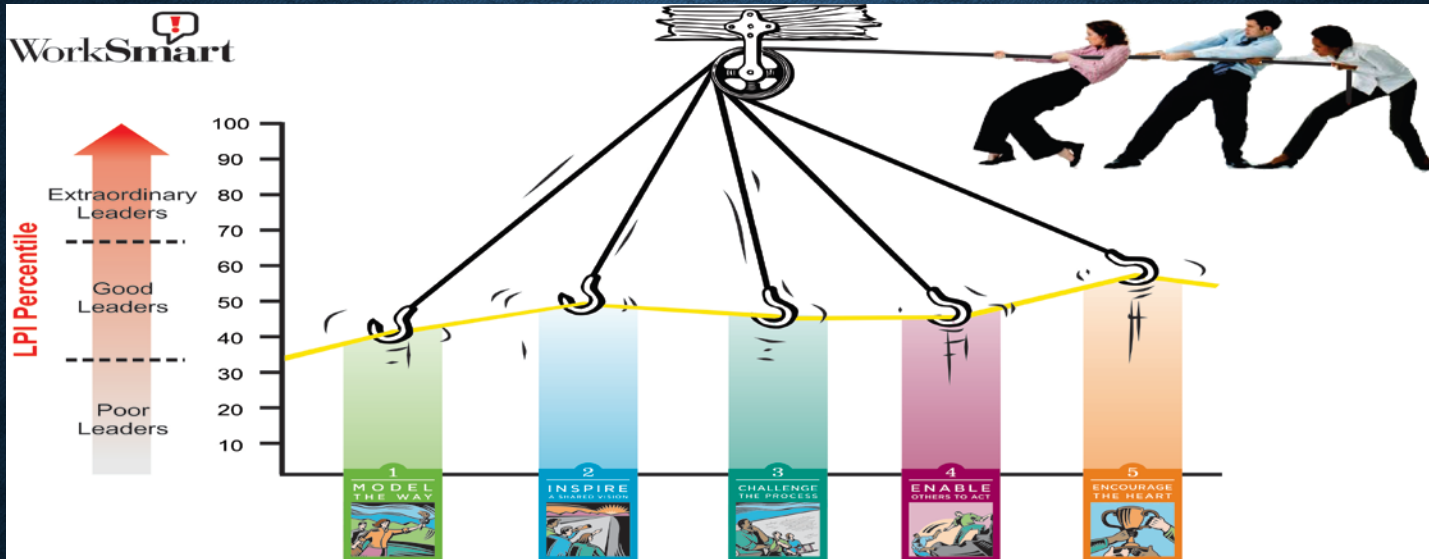 !
WorkSmart
LPI Percentile
Extraordinary
Leaders
Good
Leaders
Poor
Leaders
100
90
80
70
60
50
40
30
20
10
1
MODEL
THE WAY
2
INSPIRE
A SHARED VISION
3
CHALLENGE
THE PROCESS
4
ENABLE
OTHERS TO ACT
5
ENCOURAGE
THE HEART